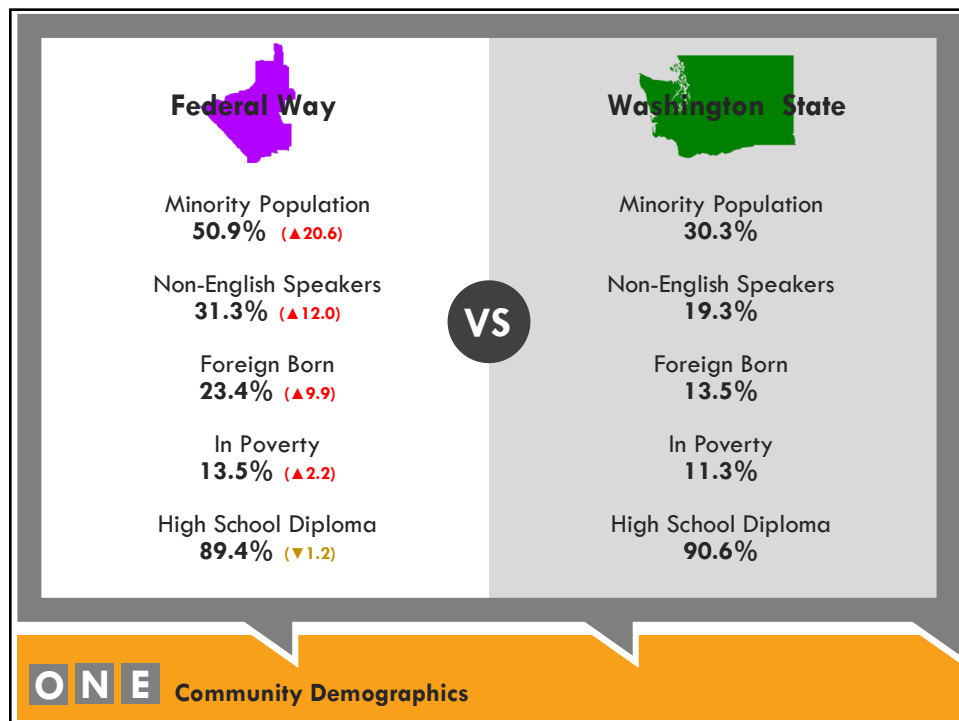 Federal Way
Minority Population
50.9% (▲20.6)
Non-English Speakers
31.3% (▲12.0)
Foreign Born
23.4% (▲9.9)
In Poverty
13.5% (▲2.2)
High School Diploma
89.4% (▼1.2)
VS
Washington State
Minority Population
30.3%
Non-English Speakers
19.3%
Foreign Born
13.5%
In Poverty
11.3%
High School Diploma
90.6%
ONE Community Demographics